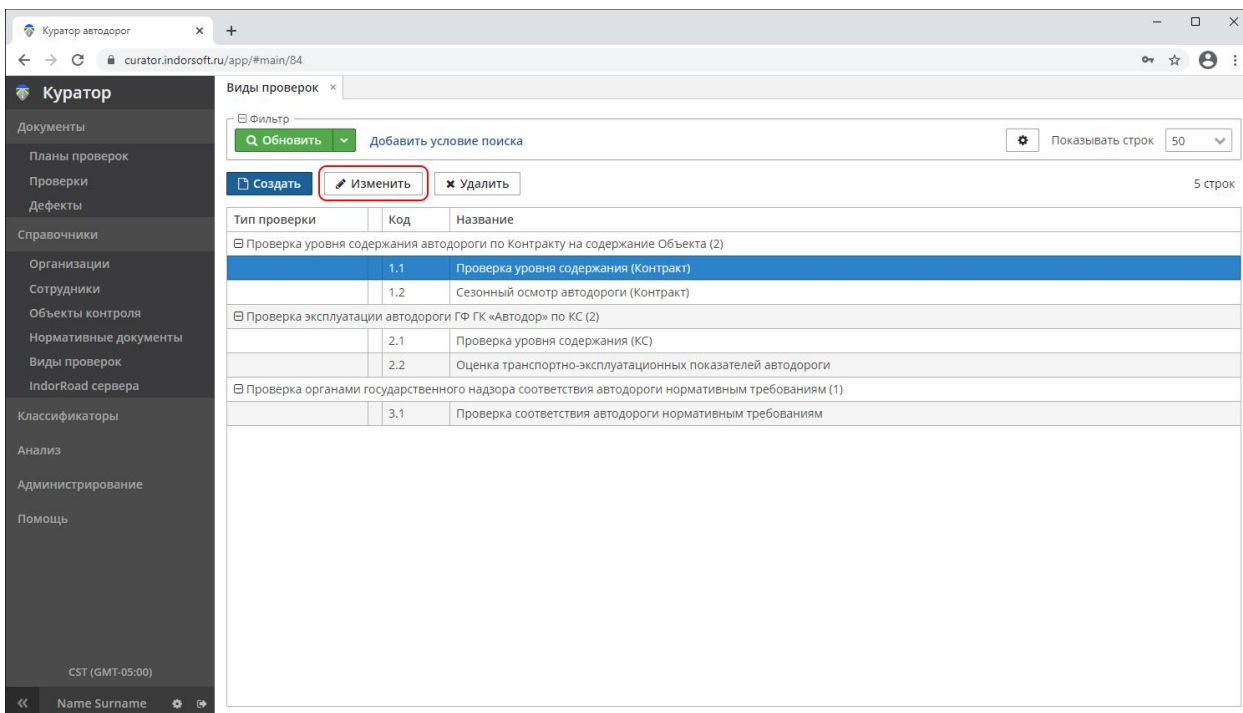 Куратор автодорог
curator.indorsoft.ru/app/#main/84
Куратор
Документы
Планы проверок
Проверки
Дефекты
Справочники
Организации
Сотрудники
Объекты контроля
Нормативные документы
Виды проверок
IndorRoad сервера
Классификаторы
Анализ
Администрирование
Помощь
CST (GMT-05:00)
Name Surname
Виды проверок
Фильтр
Обновить Добавить условие поиска Показывать строк 50
Создать Изменить Удалить 5 строк
Тип проверки Код Название
Проверка уровня содержания автодороги по Контракту на содержание Объекта (2)
1.1 Проверка уровня содержания (Контракт)
1.2 Сезонный осмотр автодороги (Контракт)
Проверка эксплуатации автодороги ГФ ГК «Автодор» по КС (2)
2.1 Проверка уровня содержания (КС)
2.2 Оценка транспортно-эксплуатационных показателей автодороги
Проверка органами государственного надзора соответствия автодороги нормативным требованиям (1)
3.1 Проверка соответствия автодороги нормативным требованиям